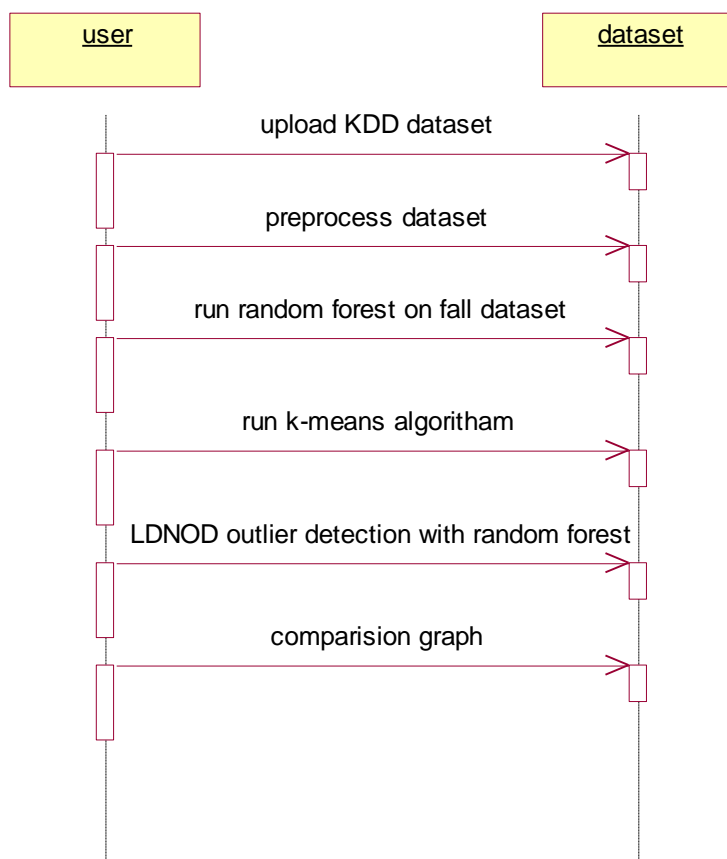 user
dataset
upload KDD dataset
preprocess dataset
run random forest on fall dataset
run k-means algoritham
LDNOD outlier detection with random forest
comparision graph